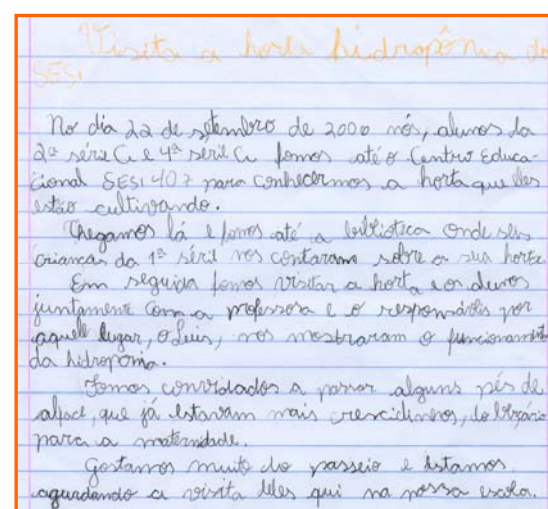 Visita a horta hidropônia do
SESI
No dia 22 de setembro de 2000 nós, alunos da
2ª série C e 4ª série C fomos até o Centro Educa-
cional SESI 407 para conhecermos a horta que eles
estão cultivando.
Chegamos lá e fomos até a biblioteca onde seis
crianças da 1ª série nos contaram sobre a sua horta.
Em seguida fomos visitar a horta e os alunos
juntamente com a professora e o responsável por
aquele lugar, o Luis, nos mostraram o funcionamento
da hidroponia.
Fomos convidados a passar alguns pés de
alface, que já estavam mais crescidinhos, do berçário
para a maternidade.
Gostamos muito do passeio e estamos
aguardando a visita deles qui na nossa escola.